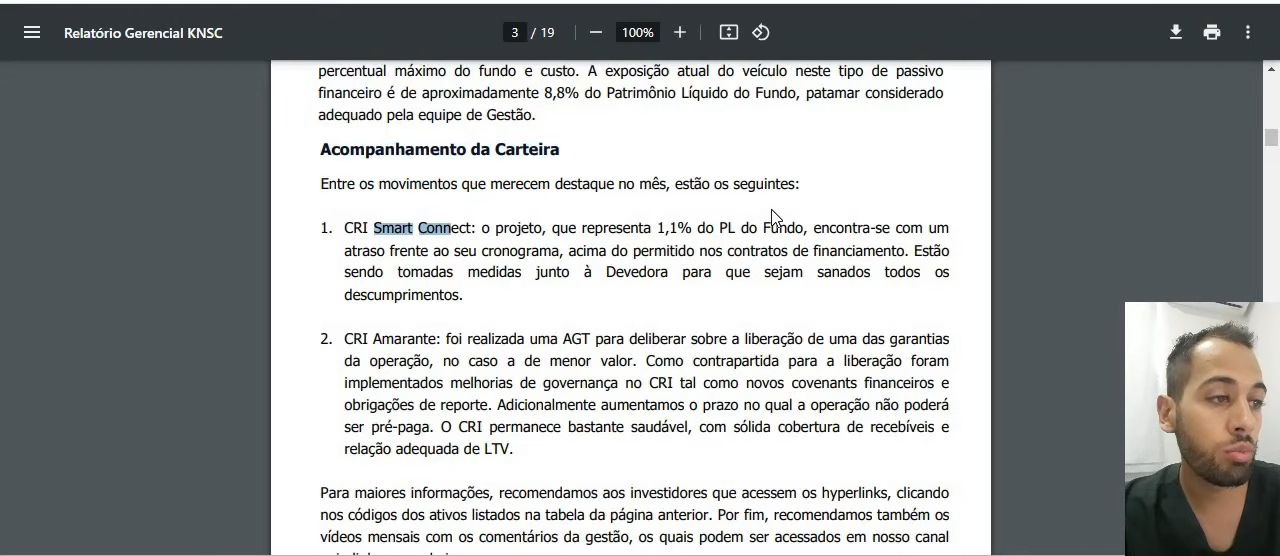 Relatório Gerencial KNSC
3 / 19
100%
percentual máximo do fundo e custo. A exposição atual do veículo neste tipo de passivo
financeiro é de aproximadamente 8,8% do Patrimônio Líquido do Fundo, patamar considerado
adequado pela equipe de Gestão.
Acompanhamento da Carteira
Entre os movimentos que merecem destaque no mês, estão os seguintes:
1. CRI Smart Connect: o projeto, que representa 1,1% do PL do Fundo, encontra-se com um
atraso frente ao seu cronograma, acima do permitido nos contratos de financiamento. Estão
sendo tomadas medidas junto à Devedora para que sejam sanados todos os
descumprimentos.
2. CRI Amarante: foi realizada uma AGT para deliberar sobre a liberação de uma das garantias
da operação, no caso a de menor valor. Como contrapartida para a liberação foram
implementados melhorias de governança no CRI tal como novos covenants financeiros e
obrigações de reporte. Adicionalmente aumentamos o prazo no qual a operação não poderá
ser pré-paga. O CRI permanece bastante saudável, com sólida cobertura de recebíveis e
relação adequada de LTV.
Para maiores informações, recomendamos aos investidores que acessem os hyperlinks, clicando
nos códigos dos ativos listados na tabela da página anterior. Por fim, recomendamos também os
vídeos mensais com os comentários da gestão, os quais podem ser acessados em nosso canal